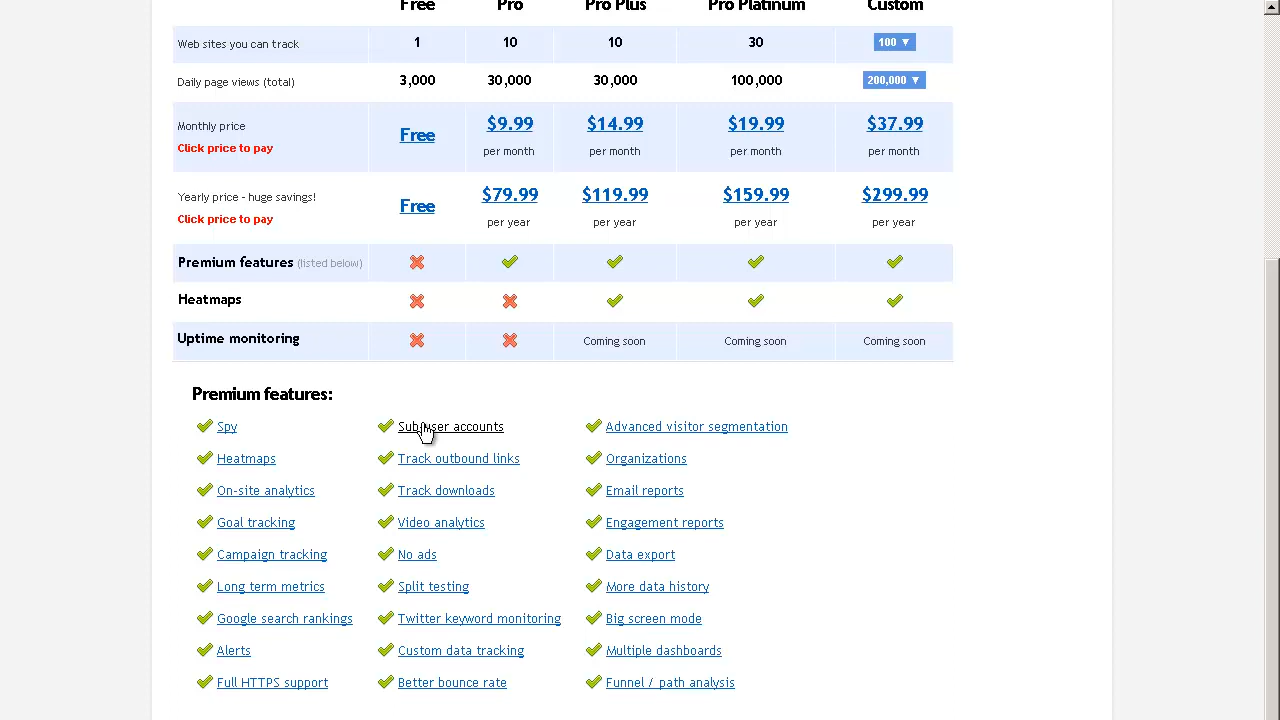 Free Pro Pro Plus Pro Platinum Custom
Web sites you can track 1 10 10 30 100 ▼
Daily page views (total) 3,000 30,000 30,000 100,000 200,000 ▼
Monthly price Free $9.99 $14.99 $19.99 $37.99
Click price to pay per month per month per month per month
Yearly price - huge savings! Free $79.99 $119.99 $159.99 $299.99
Click price to pay per year per year per year per year
Premium features (listed below)
Heatmaps
Uptime monitoring Coming soon Coming soon Coming soon
Premium features:
Spy Sub-user accounts Advanced visitor segmentation
Heatmaps Track outbound links Organizations
On-site analytics Track downloads Email reports
Goal tracking Video analytics Engagement reports
Campaign tracking No ads Data export
Long term metrics Split testing More data history
Google search rankings Twitter keyword monitoring Big screen mode
Alerts Custom data tracking Multiple dashboards
Full HTTPS support Better bounce rate Funnel / path analysis